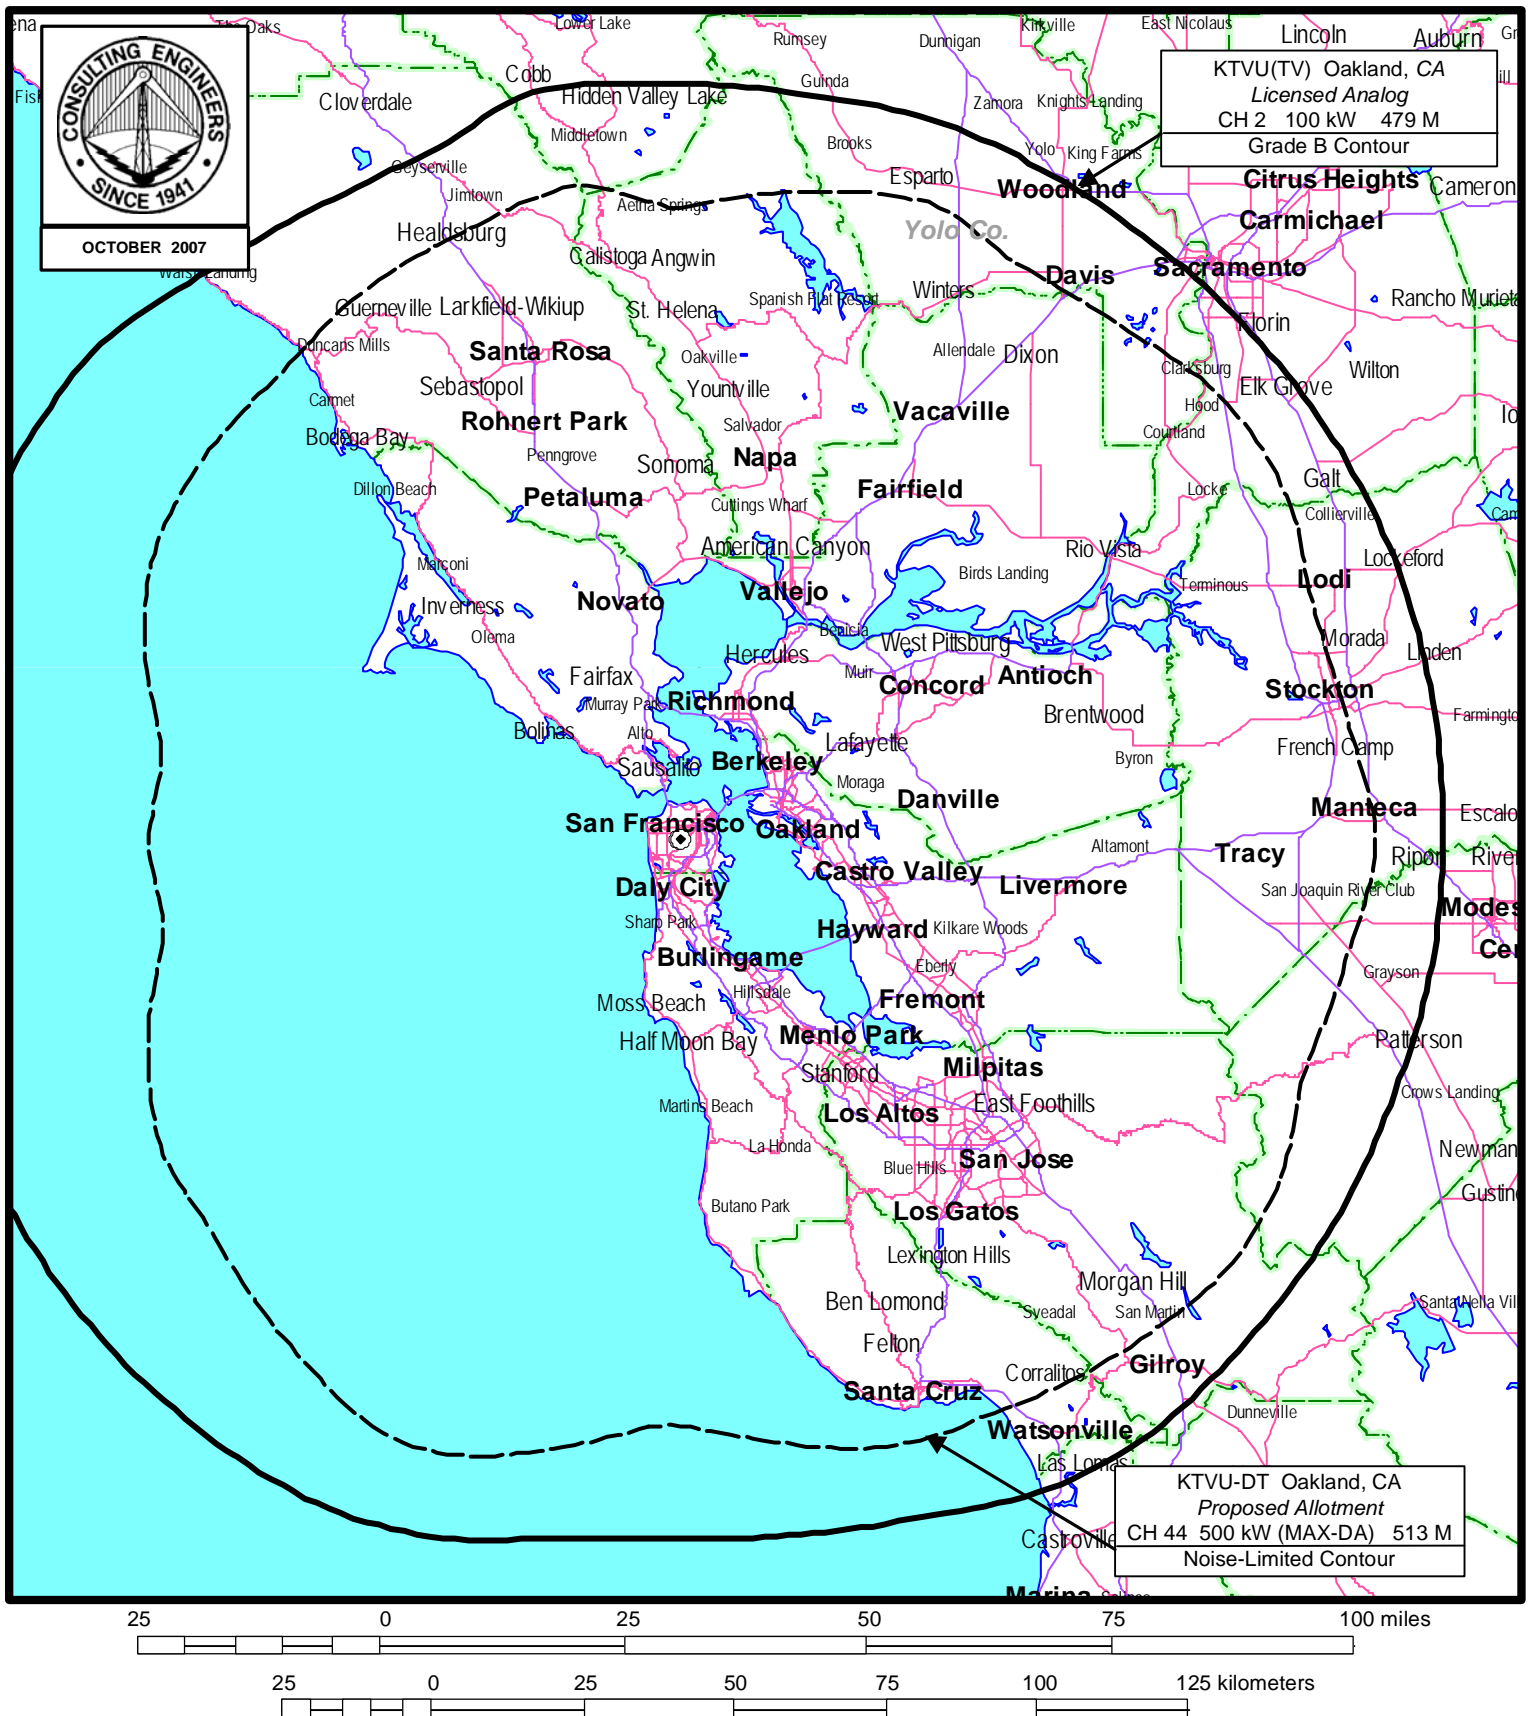 The Oaks
Lower Lake
Rumsey
Dunnigan
Kirkville
East Nicolaus
Lincoln
Auburn
CONSULTING ENGINEERS
SINCE 1941
OCTOBER 2007
KTVU(TV) Oakland, CA
Licensed Analog
CH 2 100 kW 479 M
Grade B Contour
Cobb
Cloverdale
Hidden Valley Lake
Guinda
Zamora
Knights Landing
Middletown
Brooks
Yolo
King Farms
Geyserville
Jimtown
Esparto
Woodland
Citrus Heights
Cameron
Aetna Springs
Carmichael
Healdsburg
Yolo Co.
Calistoga
Angwin
Davis
Sacramento
Guerneville
Larkfield-Wikiup
St. Helena
Spanish Flat Resort
Winters
Rancho Murieta
Florin
Duncans Mills
Santa Rosa
Oakville
Allendale
Dixon
Clarksburg
Wilton
Sebastopol
Yountville
Elk Grove
Carmet
Rohnert Park
Salvador
Vacaville
Hood
Bodega Bay
Courtland
Penngrove
Sonoma
Napa
Galt
Dillon Beach
Petaluma
Cuttings Wharf
Fairfield
Locke
Collierville
American Canyon
Rio Vista
Lockeford
Marconi
Birds Landing
Terminous
Lodi
Inverness
Novato
Vallejo
Olema
Benicia
West Pittsburg
Morada
Linden
Hercules
Fairfax
Muir
Concord
Antioch
Stockton
Murray Park
Richmond
Brentwood
Farmingto
Bolinas
Alto
Lafayette
French Camp
Sausalito
Berkeley
Moraga
Byron
Danville
Manteca
Escalo
San Francisco
Oakland
Altamont
Tracy
Ripon
River
Daly City
Castro Valley
Livermore
San Joaquin River Club
Sharp Park
Hayward
Kilkare Woods
Modes
Cer
Burlingame
Eberly
Grayson
Moss Beach
Hillsdale
Fremont
Half Moon Bay
Menlo Park
Patterson
Stanford
Milpitas
Martins Beach
Los Altos
East Foothills
Crows Landing
La Honda
Blue Hills
San Jose
Newman
Butano Park
Los Gatos
Gustine
Lexington Hills
Morgan Hill
Ben Lomond
Sveadal
San Martin
Santa Nella Vil
Felton
Corralitos
Gilroy
Santa Cruz
Dunneville
Watsonville
Las Lomas
KTVU-DT Oakland, CA
Proposed Allotment
CH 44 500 kW (MAX-DA) 513 M
Noise-Limited Contour
Castroville
Marina
25 0 25 50 75 100 miles
25 0 25 50 75 100 125 kilometers